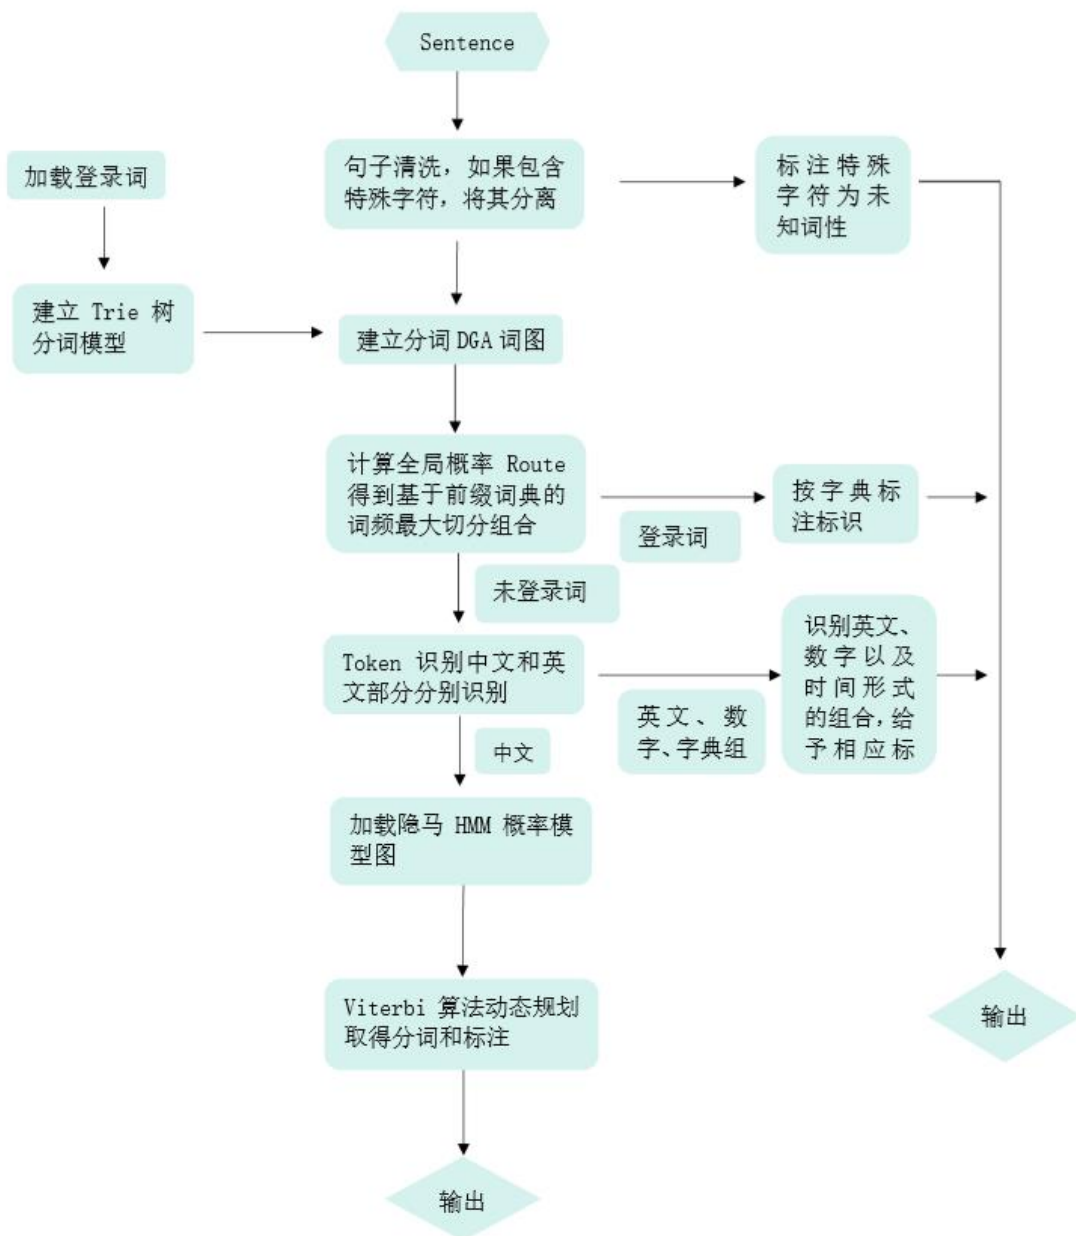 Sentence
句子清洗，如果包含
特殊字符，将其分离
标注特殊
字符为未
知词性
加载登录词
建立 Trie 树
分词模型
建立分词DGA词图
计算全局概率 Route
得到基于前缀词典的
词频最大切分组合
登录词
按字典标
注标识
未登录词
Token 识别中文和英
文部分分别识别
英文、数
字、字典组
识别英文、
数字以及
时间形式
的组合，给
予相应标
中文
加载隐马 HMM 概率模
型图
Viterbi 算法动态规划
取得分词和标注
输出
输出